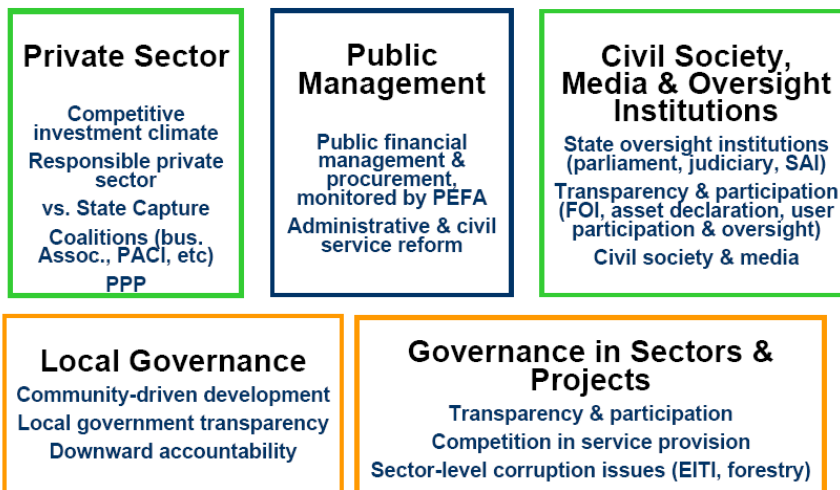 Private Sector
Competitive
investment climate
Responsible private
sector
vs. State Capture
Coalitions (bus.
Assoc., PACI, etc)
PPP
Public
Management
Public financial
management &
procurement,
monitored by PEFA
Administrative & civil
service reform
Civil Society,
Media & Oversight
Institutions
State oversight institutions
(parliament, judiciary, SAI)
Transparency & participation
(FOI, asset declaration, user
participation & oversight)
Civil society & media
Local Governance
Community-driven development
Local government transparency
Downward accountability
Governance in Sectors &
Projects
Transparency & participation
Competition in service provision
Sector-level corruption issues (EITI, forestry)